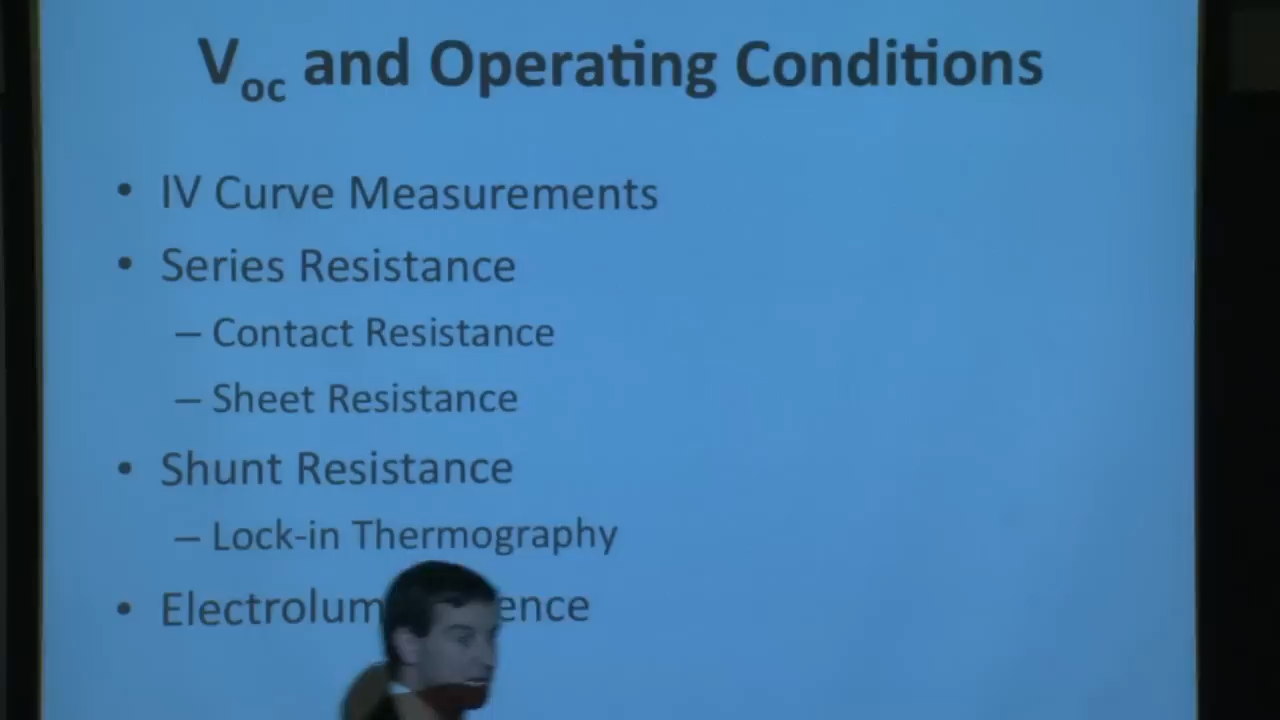 Voc and Operating Conditions
• IV Curve Measurements
• Series Resistance
– Contact Resistance
– Sheet Resistance
• Shunt Resistance
– Lock-in Thermography